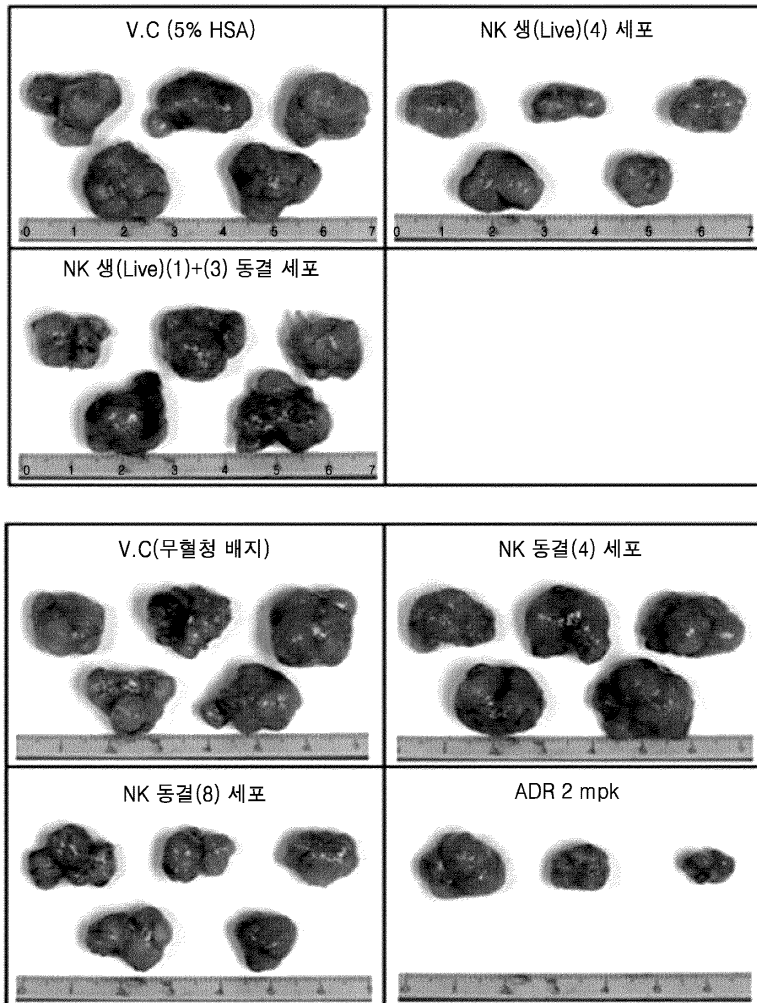 V.C (5% HSA)
NK 생(Live)(4) 세포
0 1 2 3 4 5 6 7
0 1 2 3 4 5 6 7
NK 생(Live)(1)+(3) 동결 세포
0 1 2 3 4 5 6 7
V.C(무혈청 배지)
NK 동결(4) 세포
NK 동결(8) 세포
ADR 2 mpk